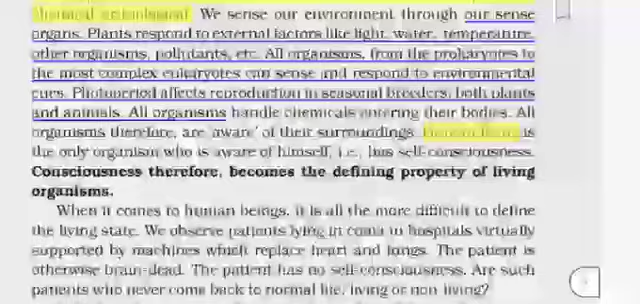 We sense our environment through our sense
organs. Plants respond to external factors like light, water, temperature,
other organisms, pollutants, etc. All organisms, from the prokaryotes to
the most complex eukaryotes can sense and respond to environmental
cues. Photoperiod affects reproduction in seasonal breeders, both plants
and animals. All organisms handle chemicals entering their bodies. All
organisms therefore, are 'aware' of their surroundings. is
the only organism who is aware of himself, i.e., has self-consciousness.
Consciousness therefore, becomes the defining property of living
organisms.
When it comes to human beings, it is all the more difficult to define
the living state. We observe patients lying in coma in hospitals virtually
supported by machines which replace heart and lungs. The patient is
otherwise brain-dead. The patient has no self-consciousness. Are such
patients who never come back to normal life, living or non-living?